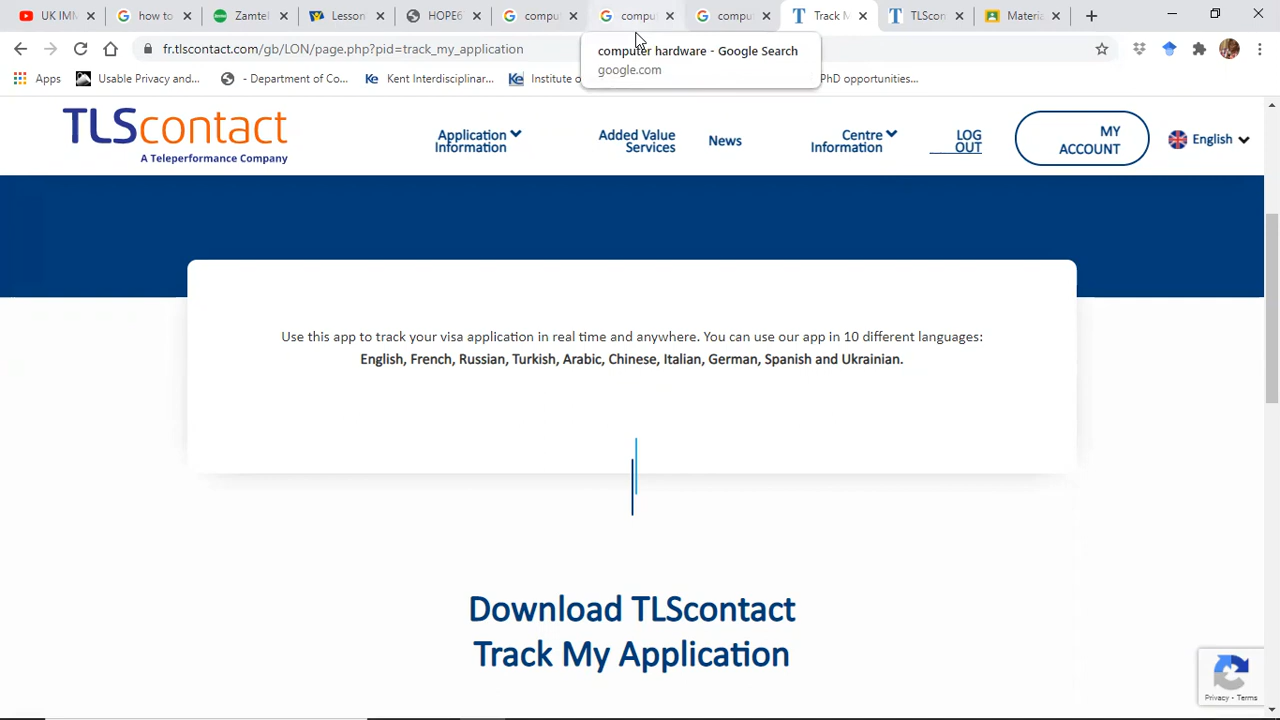 UK IMM
how to
Zamtel
Lesson
HOPE6
comput
comput
comput
Track M
TLScon
Materia
fr.tlscontact.com/gb/LON/page.php?pid=track_my_application
computer hardware - Google Search
google.com
Apps
Usable Privacy and...
- Department of Co...
Kent Interdisciplinar...
Institute o
PhD opportunities...
TLScontact
A Teleperformance Company
Application Information
Added Value Services
News
Centre Information
LOG OUT
MY ACCOUNT
English
Use this app to track your visa application in real time and anywhere. You can use our app in 10 different languages:
English, French, Russian, Turkish, Arabic, Chinese, Italian, German, Spanish and Ukrainian.
Download TLScontact
Track My Application
Privacy - Terms